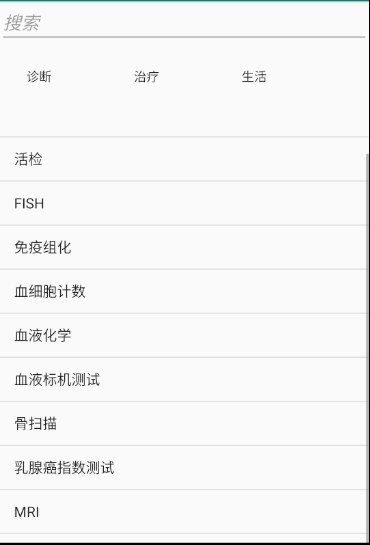 搜索
诊断 治疗 生活
活检
FISH
免疫组化
血细胞计数
血液化学
血液标机测试
骨扫描
乳腺癌指数测试
MRI